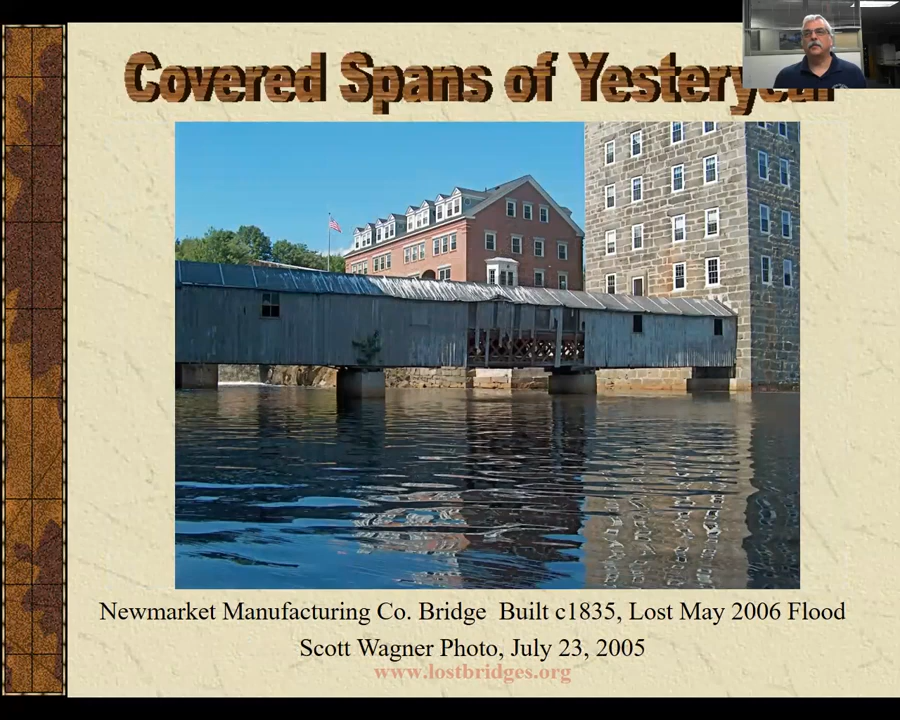 Covered Spans of Yesteryear
Newmarket Manufacturing Co. Bridge Built c1835, Lost May 2006 Flood
Scott Wagner Photo, July 23, 2005
www.lostbridges.org